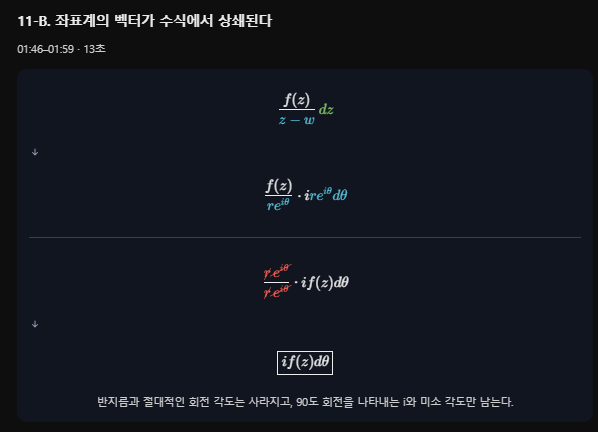 11-B. 좌표계의 벡터가 수식에서 상쇄된다
01:46–01:59 · 13초
f(z)
z − w
dz
↓
f(z)
re^{iθ}
· ire^{iθ}dθ
re^{iθ}
re^{iθ}
· if(z)dθ
↓
if(z)dθ
반지름과 절대적인 회전 각도는 사라지고, 90도 회전을 나타내는 i와 미소 각도만 남는다.